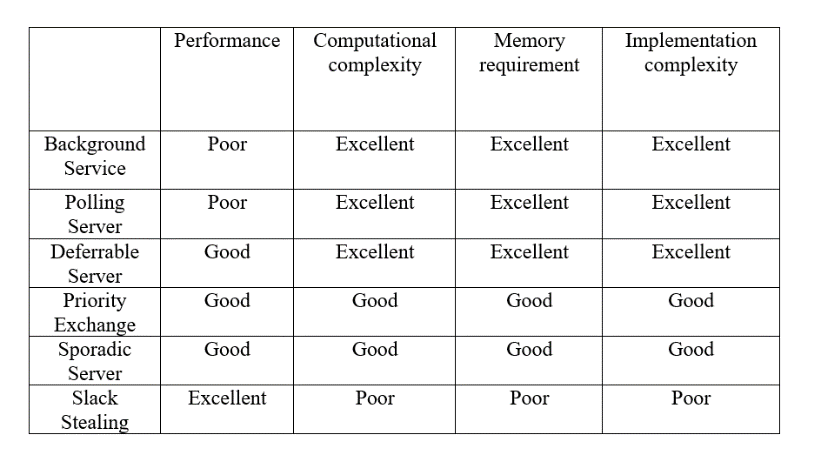 Performance Computational complexity Memory requirement Implementation complexity
Background Service Poor Excellent Excellent Excellent
Polling Server Poor Excellent Excellent Excellent
Deferrable Server Good Excellent Excellent Excellent
Priority Exchange Good Good Good Good
Sporadic Server Good Good Good Good
Slack Stealing Excellent Poor Poor Poor